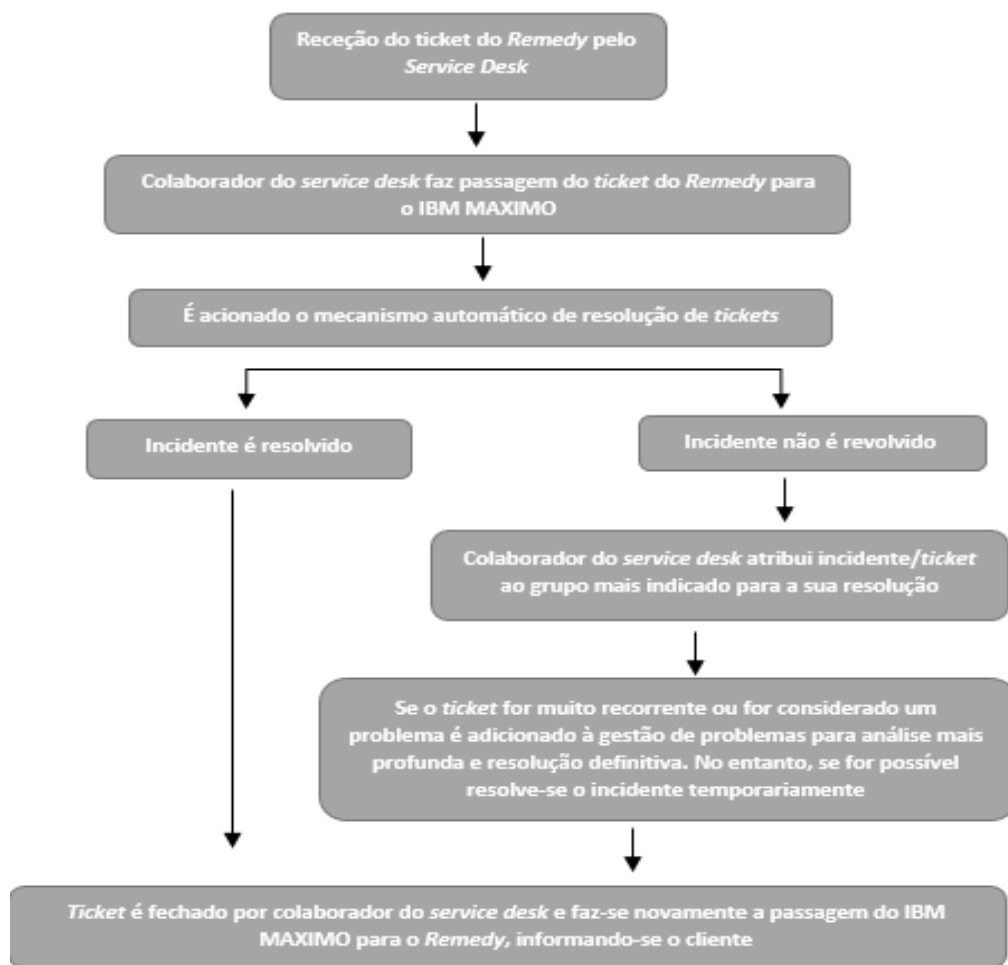 Receção do ticket do Remedy pelo
Service Desk
Colaborador do service desk faz passagem do ticket do Remedy para
o IBM MAXIMO
É acionado o mecanismo automático de resolução de tickets
Incidente é resolvido
Incidente não é revolvido
Colaborador do service desk atribui incidente/ticket
ao grupo mais indicado para a sua resolução
Se o ticket for muito recorrente ou for considerado um
problema é adicionado à gestão de problemas para análise mais
profunda e resolução definitiva. No entanto, se for possível
resolve-se o incidente temporariamente
Ticket é fechado por colaborador do service desk e faz-se novamente a passagem do IBM
MAXIMO para o Remedy, informando-se o cliente